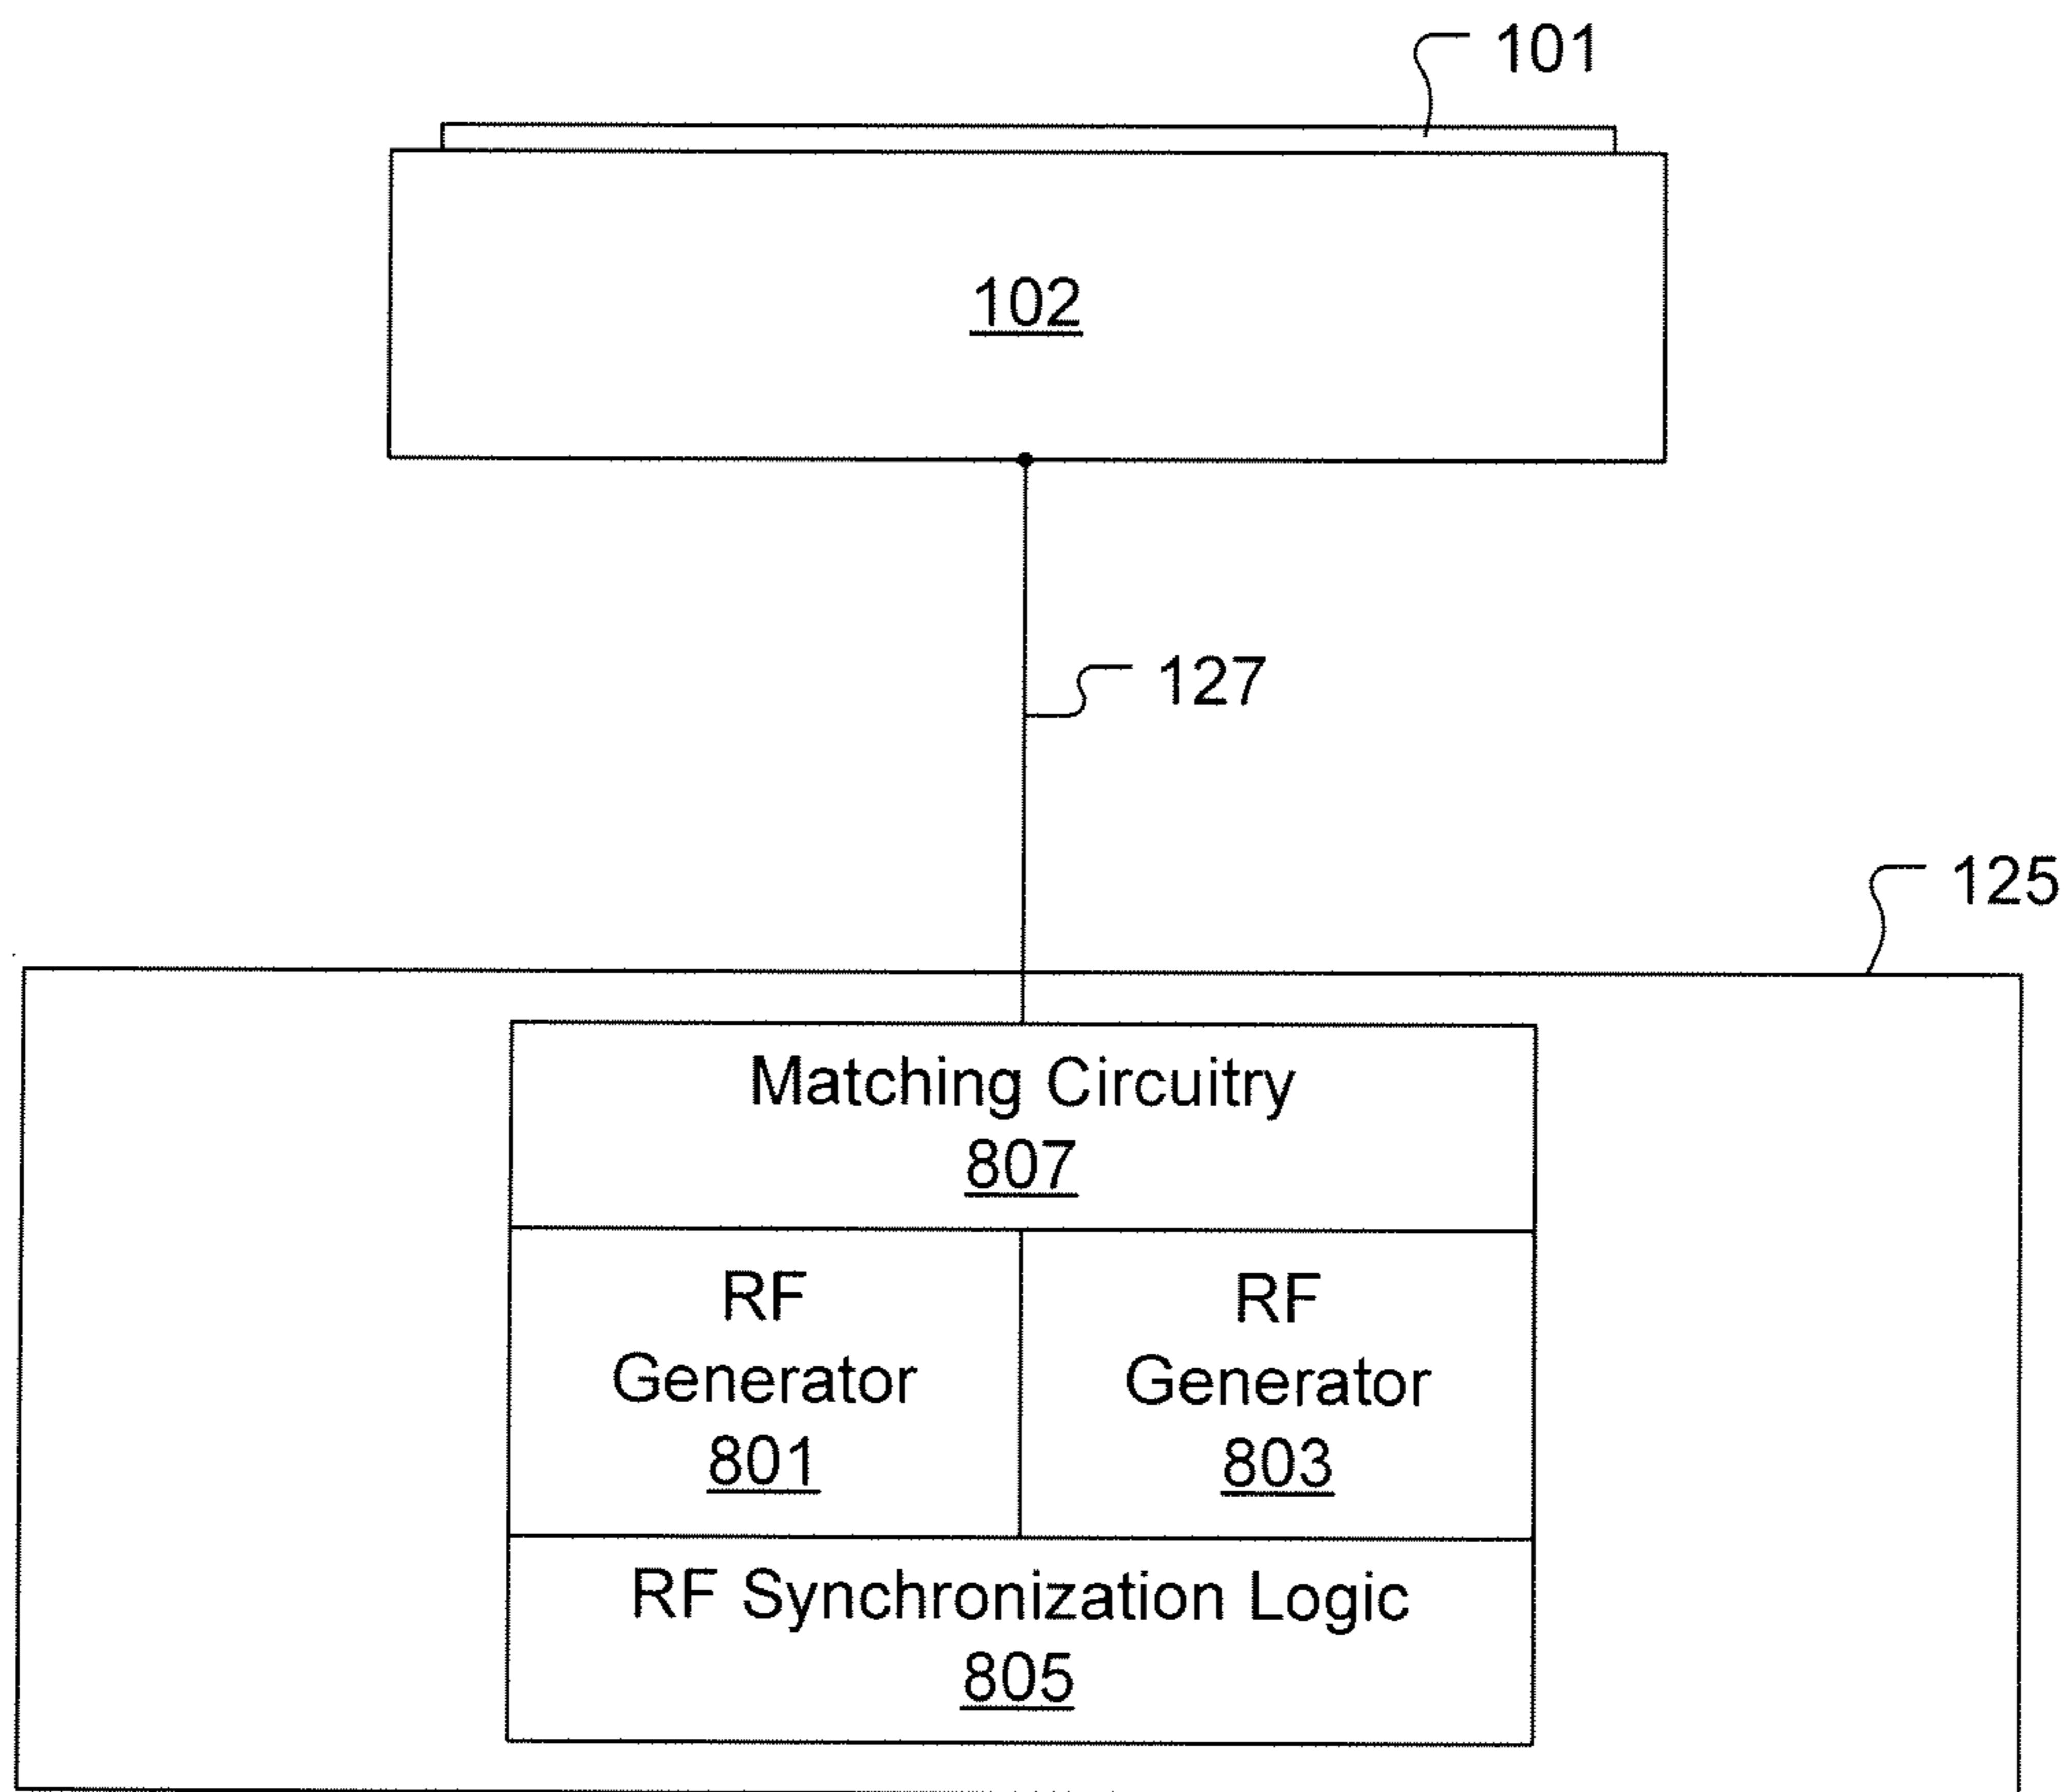 101
102
127
125
Matching Circuitry
807
RF
Generator
801
RF
Generator
803
RF Synchronization Logic
805